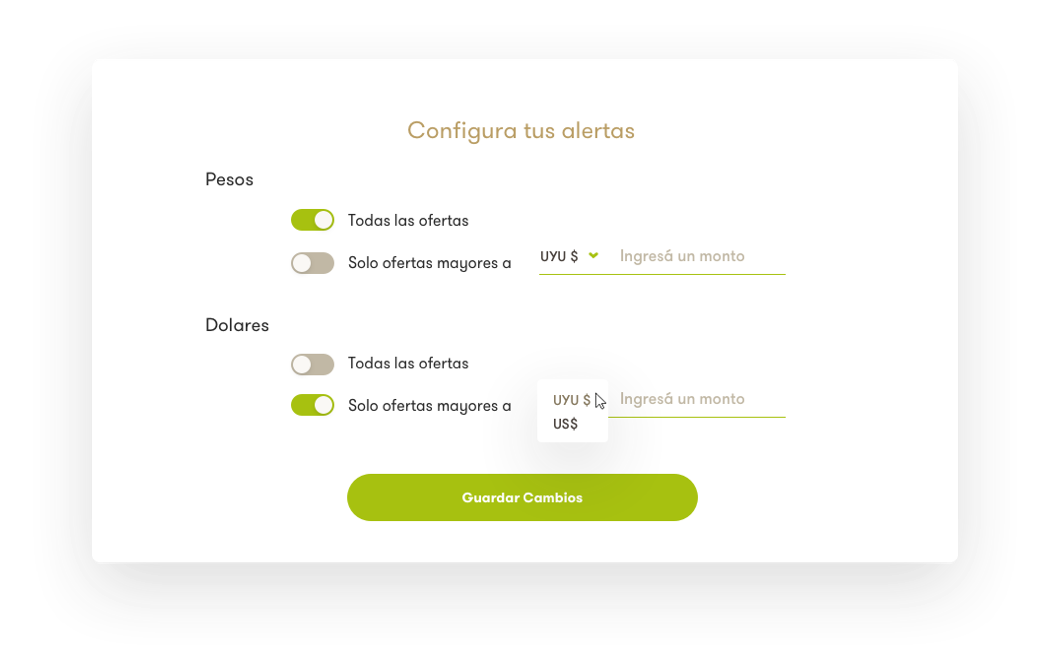 Configura tus alertas
Pesos
Todas las ofertas
Solo ofertas mayores a UYU $ Ingresá un monto
Dolares
Todas las ofertas
Solo ofertas mayores a UYU $ Ingresá un monto
US$
Guardar Cambios